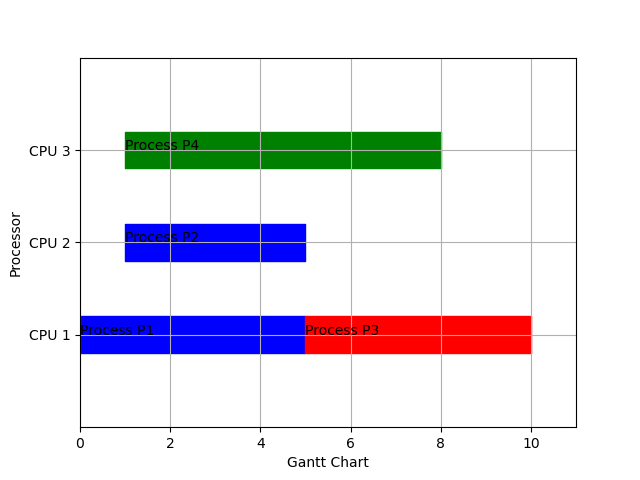 CPU 3
Process P4
CPU 2
Process P2
CPU 1
Process P1
Process P3
Processor
0 2 4 6 8 10
Gantt Chart